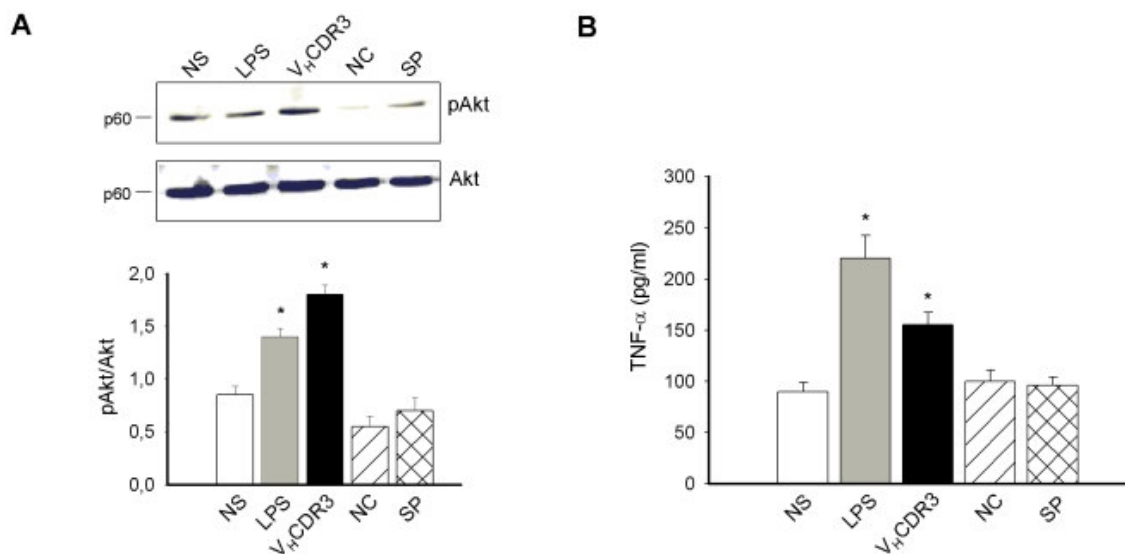 A
NS LPS VHCDR3 NC SP
p60 pAkt
p60 Akt
2,0
*
*
1,5
1,0
0,5
0,0
pAkt/Akt
NS LPS VHCDR3 NC SP
B
300
250
*
200
*
150
100
50
0
TNF-α (pg/ml)
NS LPS VHCDR3 NC SP